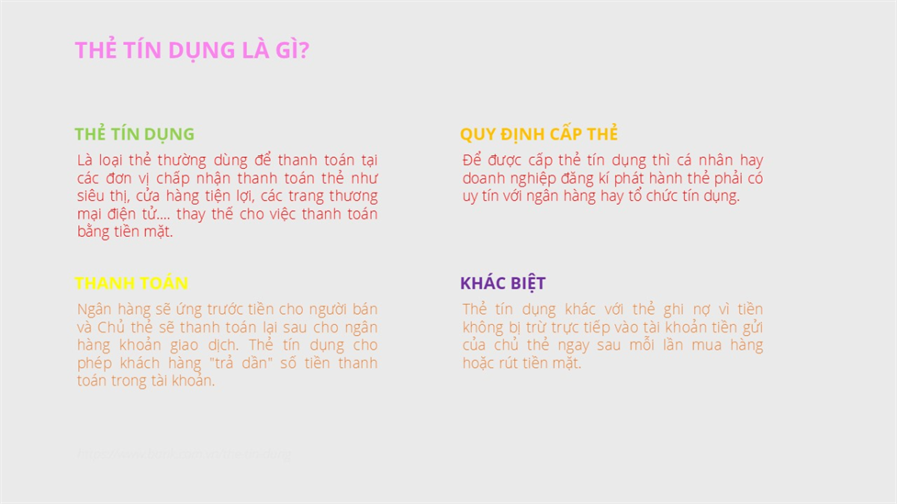 THẺ TÍN DỤNG LÀ GÌ?
THẺ TÍN DỤNG
Là loại thẻ thường dùng để thanh toán tại
các đơn vị chấp nhận thanh toán thẻ như
siêu thị, cửa hàng tiện lợi, các trang thương
mại điện tử.... thay thế cho việc thanh toán
bằng tiền mặt.
QUY ĐỊNH CẤP THẺ
Để được cấp thẻ tín dụng thì cá nhân hay
doanh nghiệp đăng kí phát hành thẻ phải có
uy tín với ngân hàng hay tổ chức tín dụng.
THANH TOÁN
Ngân hàng sẽ ứng trước tiền cho người bán
và Chủ thẻ sẽ thanh toán lại sau cho ngân
hàng khoản giao dịch. Thẻ tín dụng cho
phép khách hàng "trả dần" số tiền thanh
toán trong tài khoản.
KHÁC BIỆT
Thẻ tín dụng khác với thẻ ghi nợ vì tiền
không bị trừ trực tiếp vào tài khoản tiền gửi
của chủ thẻ ngay sau mỗi lần mua hàng
hoặc rút tiền mặt.